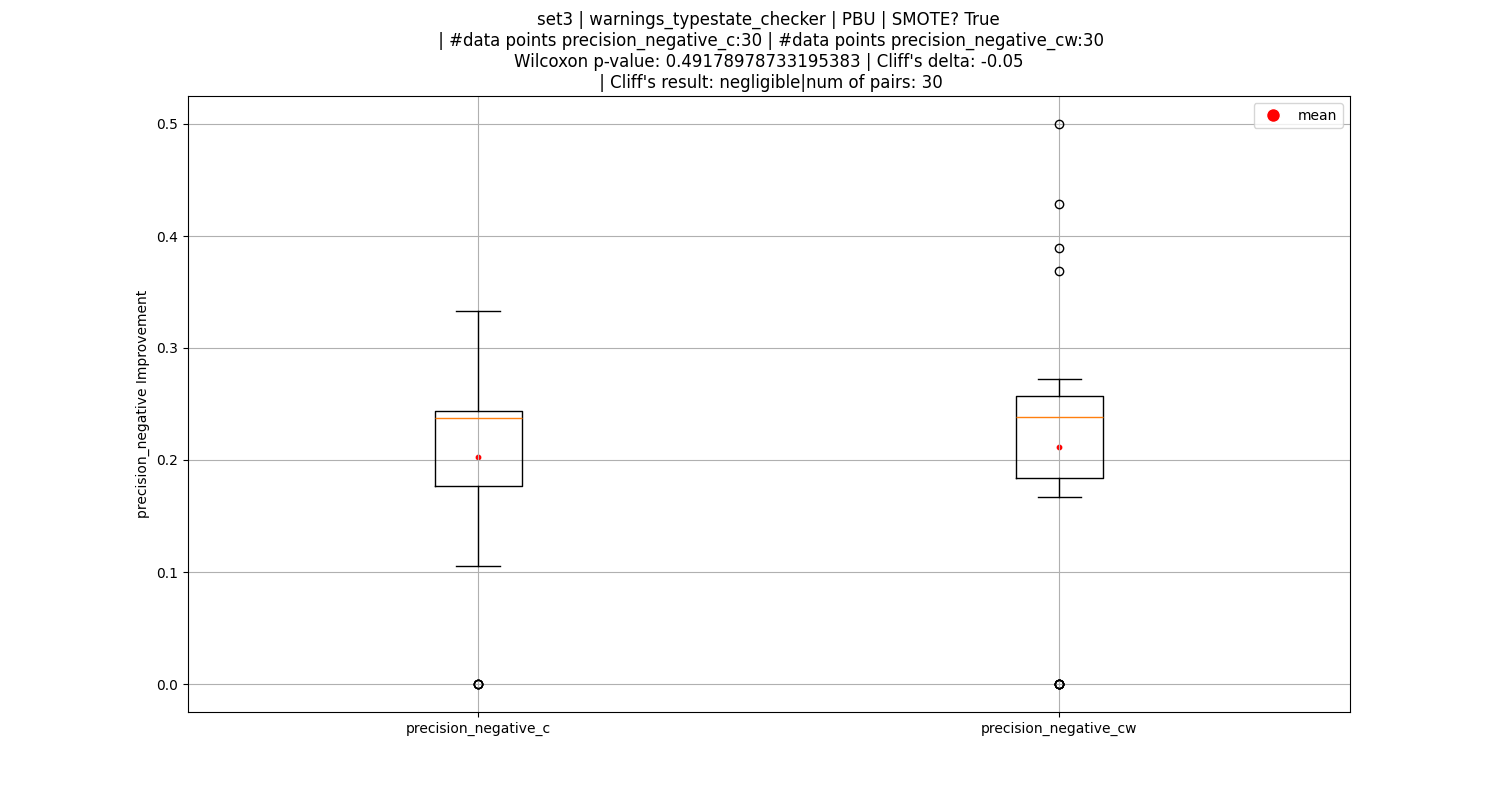 set3 | warnings_typestate_checker | PBU | SMOTE? True
| #data points precision_negative_c:30 | #data points precision_negative_cw:30
Wilcoxon p-value: 0.49178978733195383 | Cliff's delta: -0.05
| Cliff's result: negligible|num of pairs: 30
mean
0.5
0.4
0.3
0.2
0.1
0.0
precision_negative Improvement
precision_negative_c
precision_negative_cw